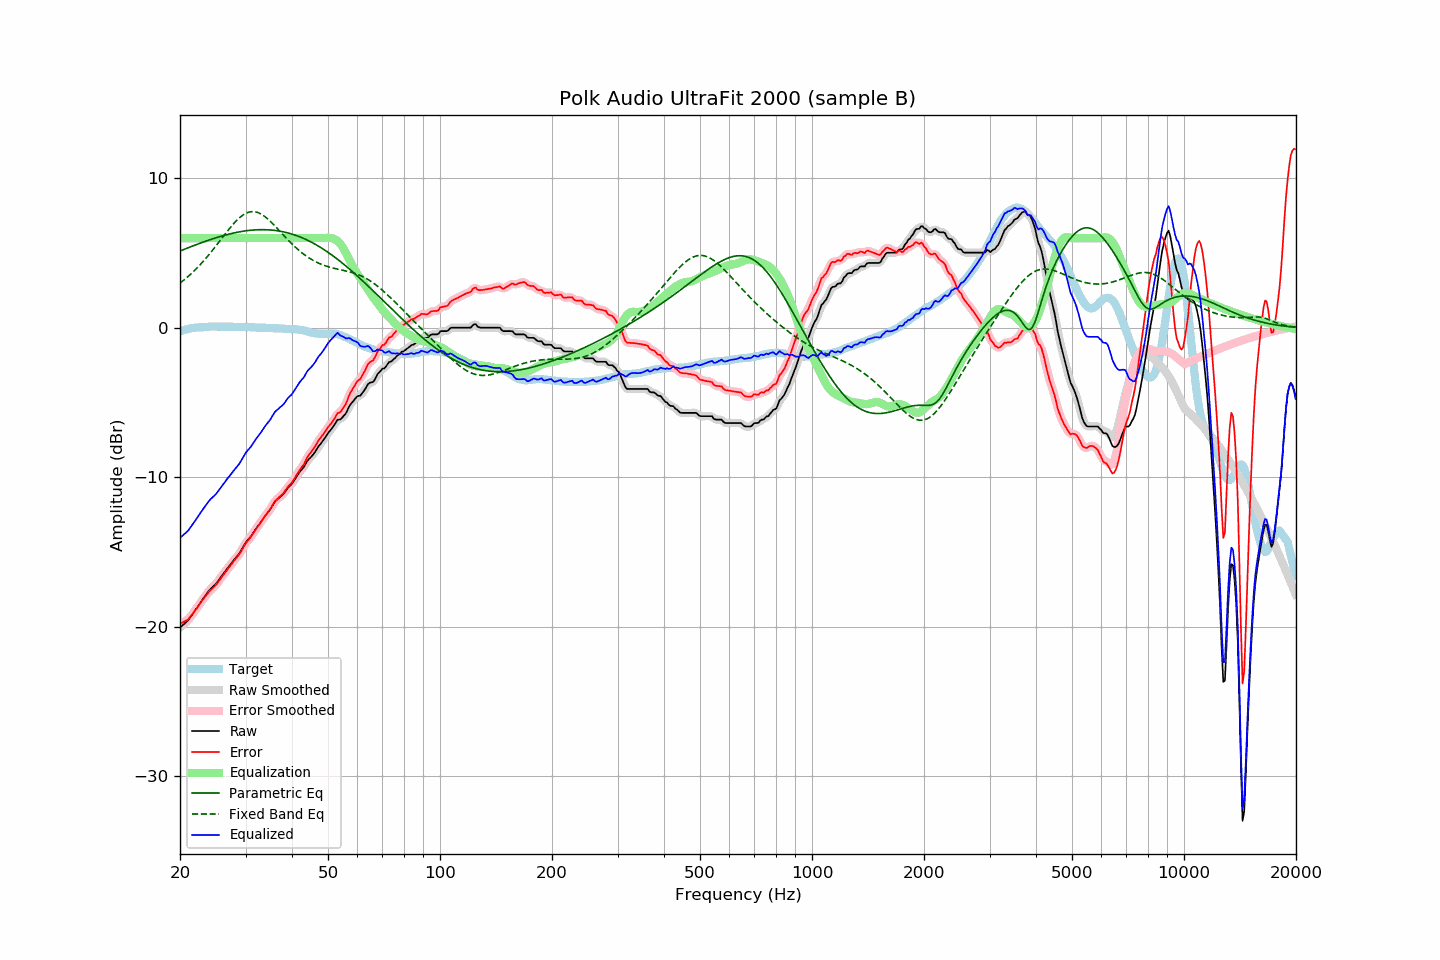 Polk Audio UltraFit 2000 (sample B)
Amplitude (dBr)
10
0
−10
−20
−30
Target
Raw Smoothed
Error Smoothed
Raw
Error
Equalization
Parametric Eq
Fixed Band Eq
Equalized
20 50 100 200 500 1000 2000 5000 10000 20000
Frequency (Hz)